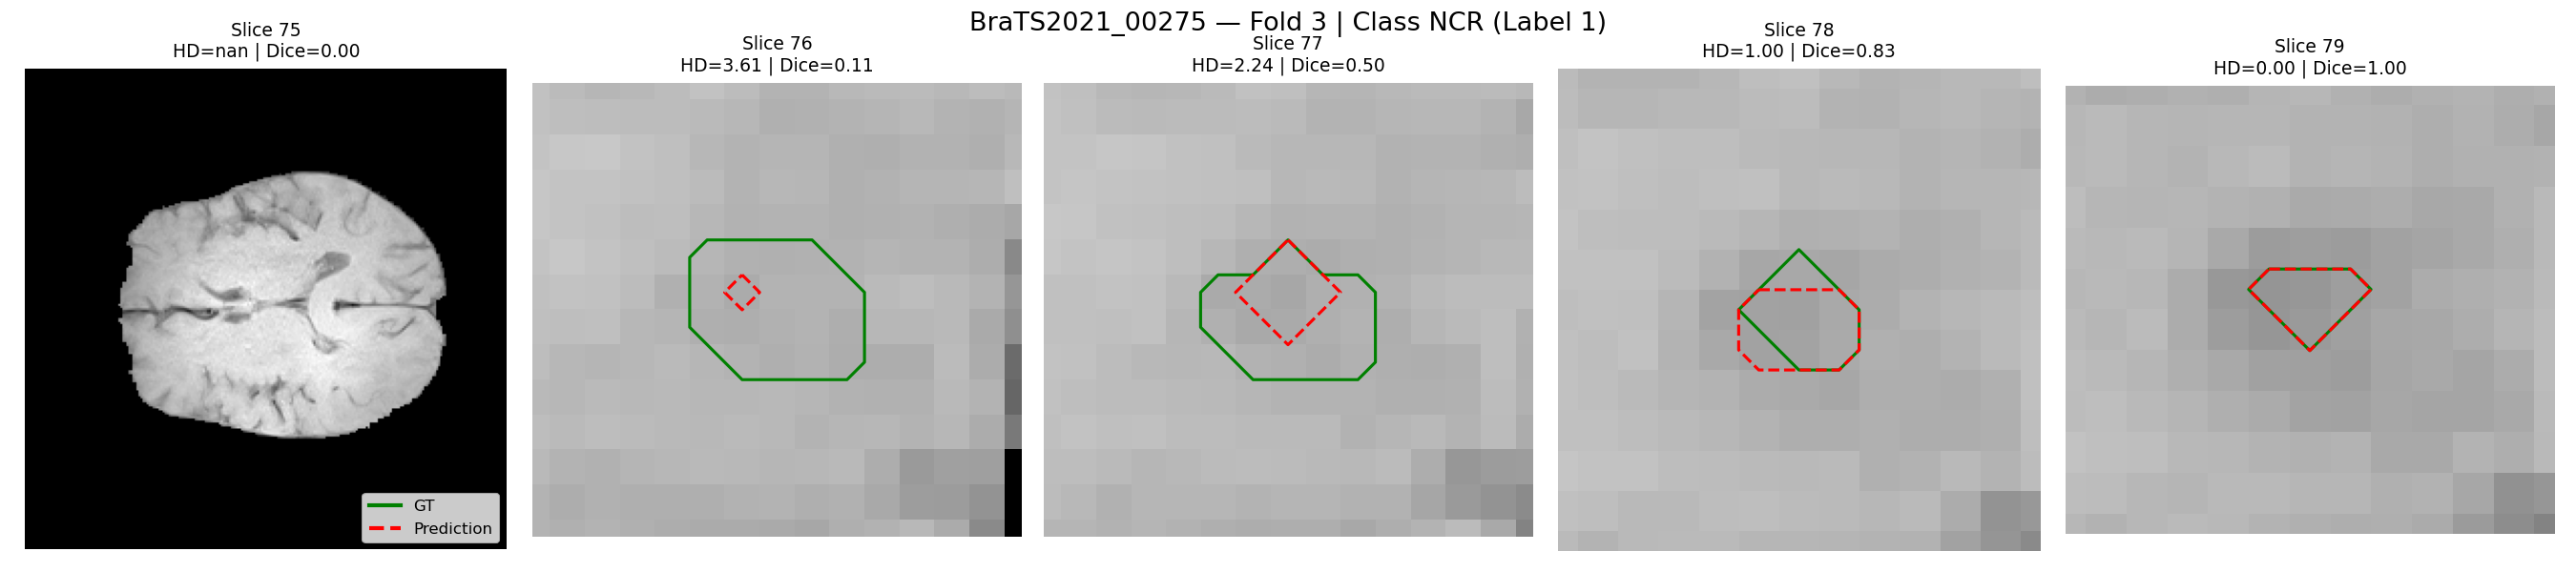 BraTS2021_00275 — Fold 3 | Class NCR (Label 1)
Slice 75
HD=nan | Dice=0.00
Slice 76
HD=3.61 | Dice=0.11
Slice 77
HD=2.24 | Dice=0.50
Slice 78
HD=1.00 | Dice=0.83
Slice 79
HD=0.00 | Dice=1.00
GT
Prediction